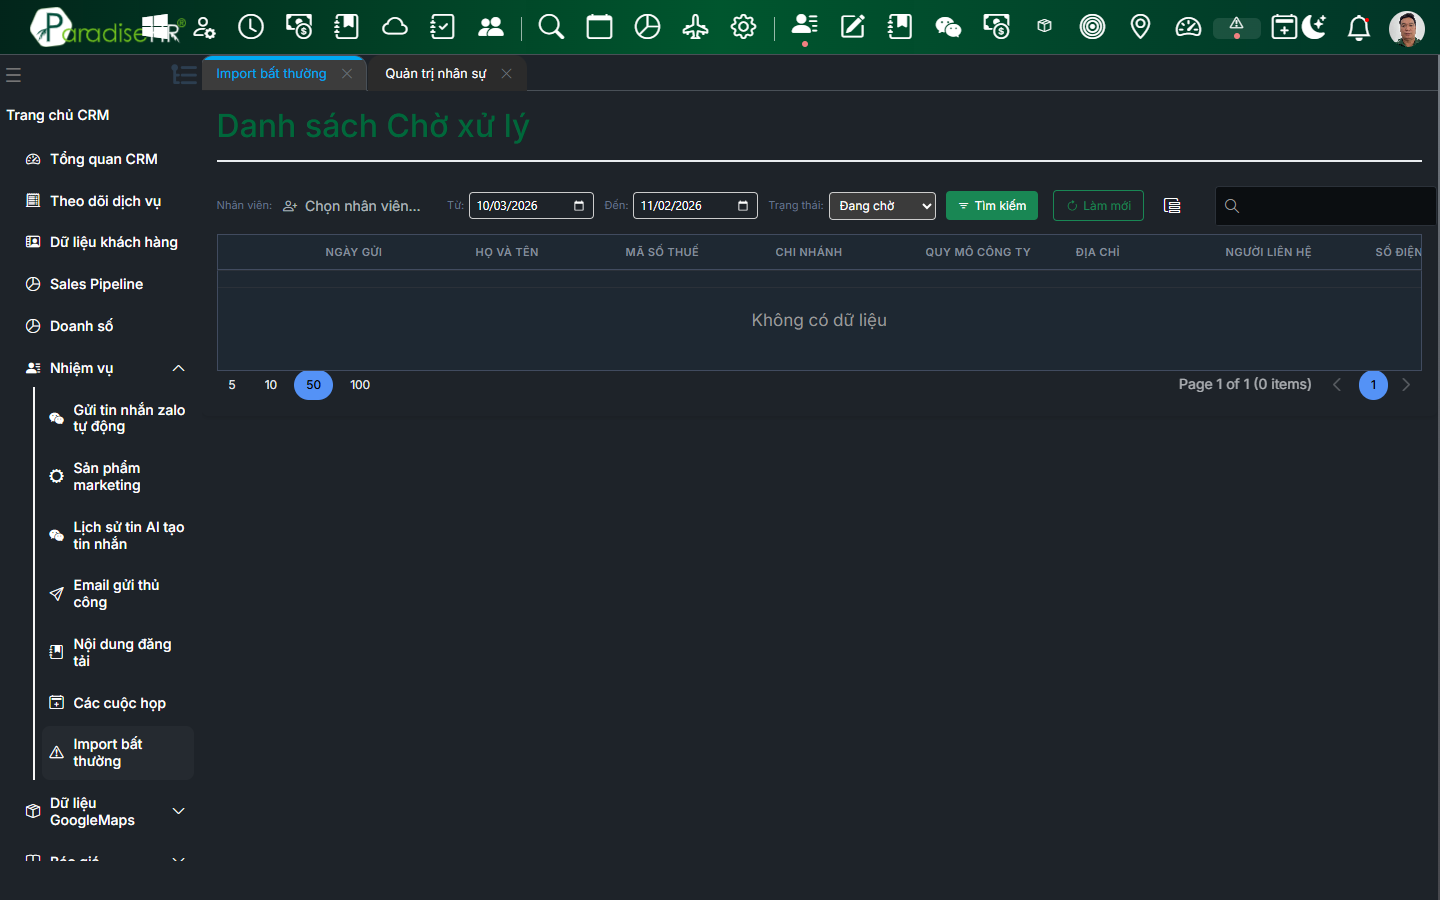 ParadiseHR®
Import bất thường
Quản trị nhân sự
Trang chủ CRM
Tổng quan CRM
Theo dõi dịch vụ
Dữ liệu khách hàng
Sales Pipeline
Doanh số
Nhiệm vụ
Gửi tin nhắn zalo
tự động
Sản phẩm
marketing
Lịch sử tin AI tạo
tin nhắn
Email gửi thủ
công
Nội dung đăng
tải
Các cuộc họp
Import bất
thường
Dữ liệu
GoogleMaps
Báo giá
Danh sách Chờ xử lý
Nhân viên: Chọn nhân viên... Từ: 10/03/2026 Đến: 11/02/2026 Trạng thái: Đang chờ Tìm kiếm Làm mới
NGÀY GỬI HỌ VÀ TÊN MÃ SỐ THUẾ CHI NHÁNH QUY MÔ CÔNG TY ĐỊA CHỈ NGƯỜI LIÊN HỆ SỐ ĐIỆN
Không có dữ liệu
5 10 50 100 Page 1 of 1 (0 items) 1